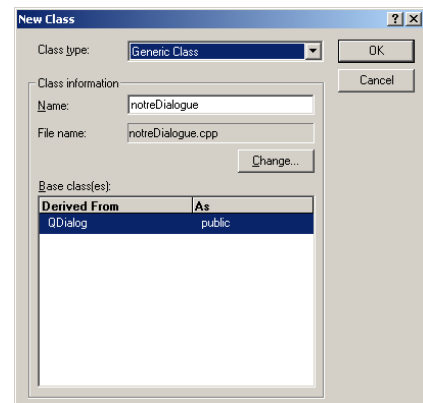 New Class
Class type: Generic Class OK
Class information Cancel
Name: notreDialogue
File name: notreDialogue.cpp
Change...
Base class(es):
Derived From As
QDialog public